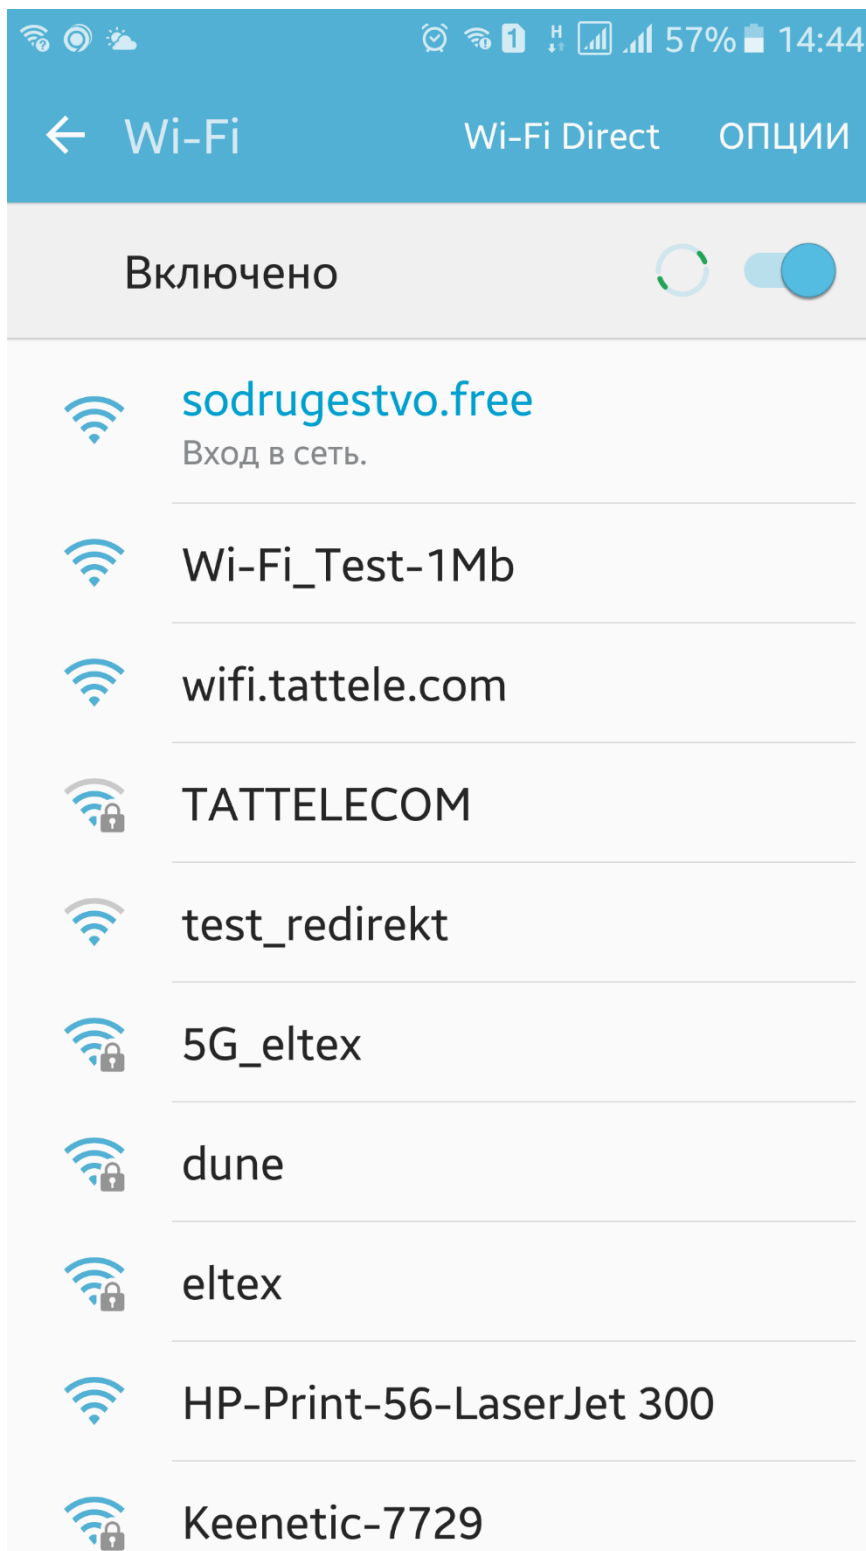 1 H 57% 14:44
Wi-Fi Wi-Fi Direct ОПЦИИ
Включено
sodrugestvo.free
Вход в сеть.
Wi-Fi_Test-1Mb
wifi.tattele.com
TATTELECOM
test_redirekt
5G_eltex
dune
eltex
HP-Print-56-LaserJet 300
Keenetic-7729